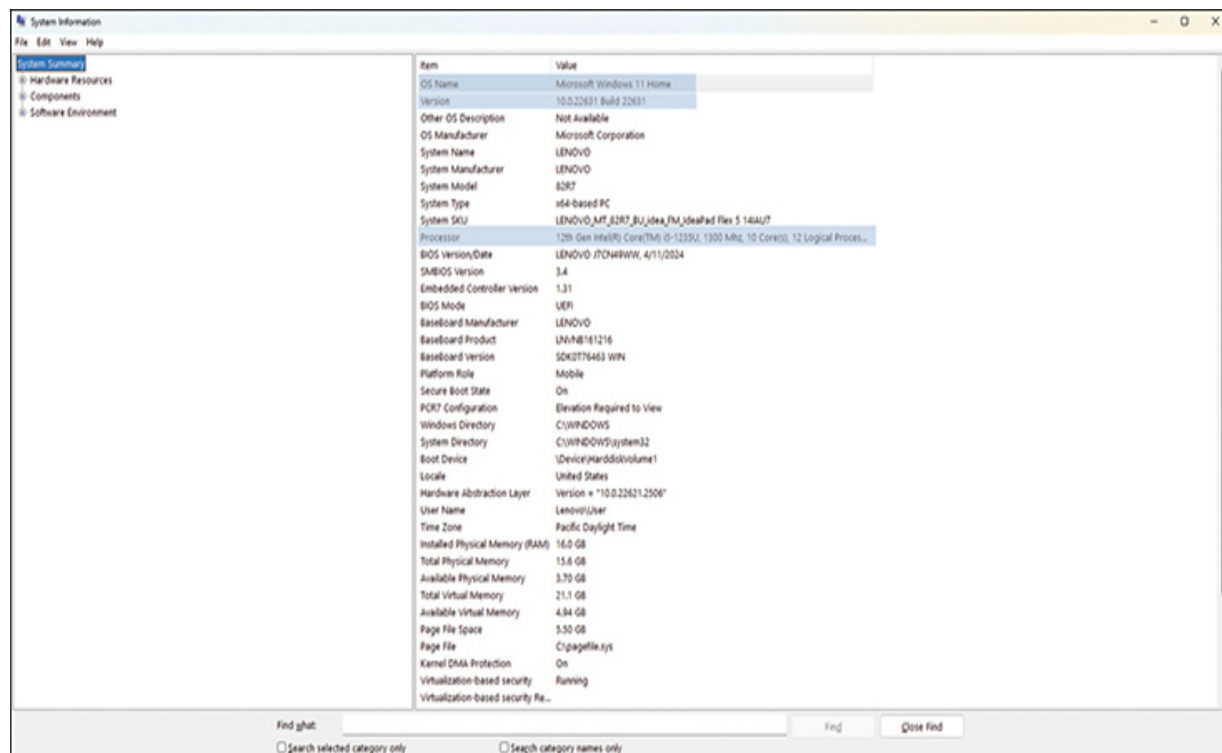 System Information
File Edit View Help
System Summary
Hardware Resources
Components
Software Environment
Item Value
OS Name Microsoft Windows 11 Home
Version 10.0.22631 Build 22631
Other OS Description Not Available
OS Manufacturer Microsoft Corporation
System Name LENOVO
System Manufacturer LENOVO
System Model 82R7
System Type x64-based PC
System SKU LENOVO_MT_82R7_BU_idea_FM_IdeaPad Flex 5 14IAU7
Processor 12th Gen Intel(R) Core(TM) i5-1235U, 1300 Mhz, 10 Core(s), 12 Logical Proces...
BIOS Version/Date LENOVO J7CN49WW, 4/11/2024
SMBIOS Version 3.4
Embedded Controller Version 1.31
BIOS Mode UEFI
BaseBoard Manufacturer LENOVO
BaseBoard Product LNVNB161216
BaseBoard Version SDK0T76463 WIN
Platform Role Mobile
Secure Boot State On
PCR7 Configuration Elevation Required to View
Windows Directory C:\WINDOWS
System Directory C:\WINDOWS\system32
Boot Device \Device\HarddiskVolume1
Locale United States
Hardware Abstraction Layer Version = "10.0.22621.2506"
User Name Lenovo\User
Time Zone Pacific Daylight Time
Installed Physical Memory (RAM) 16.0 GB
Total Physical Memory 15.6 GB
Available Physical Memory 3.70 GB
Total Virtual Memory 21.1 GB
Available Virtual Memory 4.94 GB
Page File Space 5.50 GB
Page File C:\pagefile.sys
Kernel DMA Protection On
Virtualization-based security Running
Virtualization-based security Re...
Find what:
Find
Close Find
Search selected category only
Search category names only